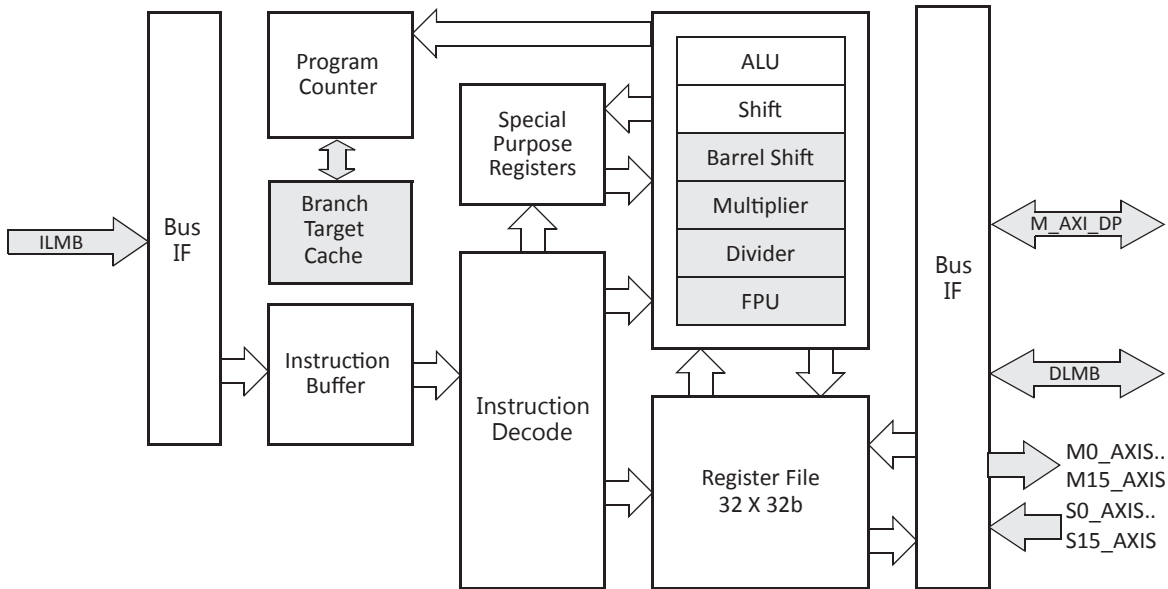 ILMB
Bus
IF
Program
Counter
Branch
Target
Cache
Instruction
Buffer
Special
Purpose
Registers
Instruction
Decode
ALU
Shift
Barrel Shift
Multiplier
Divider
FPU
Register File
32 X 32b
Bus
IF
M_AXI_DP
DLMB
M0_AXIS..
M15_AXIS
S0_AXIS..
S15_AXIS